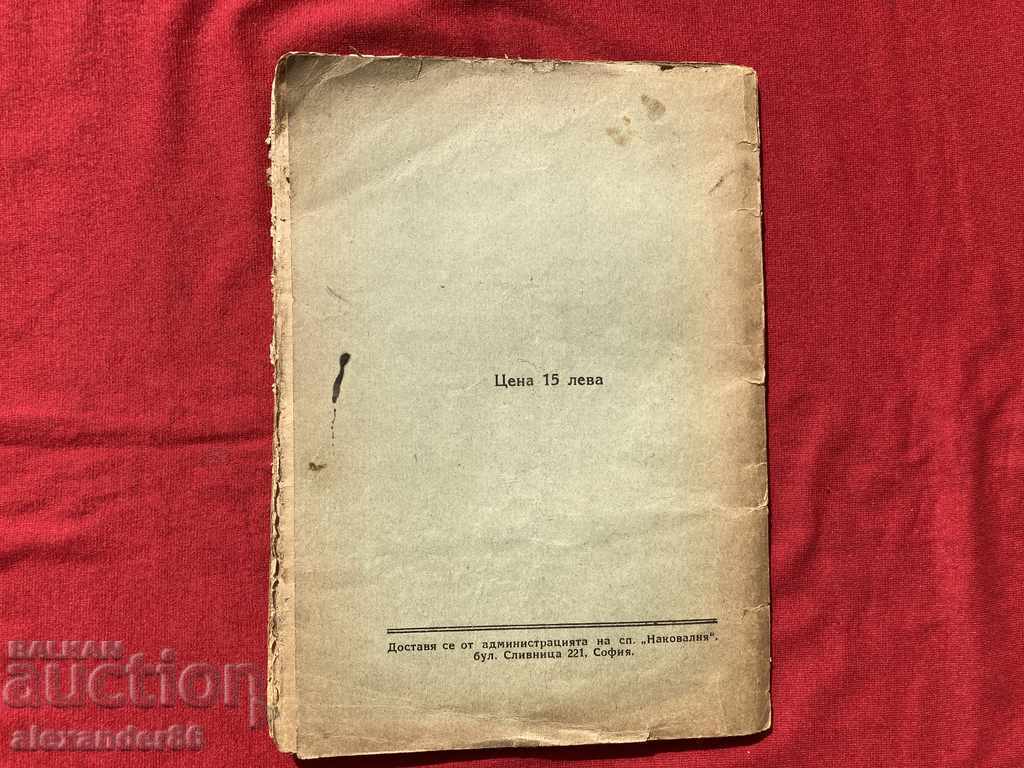 Цена 15 лева
Доставя се от администрацията на сп. „Наковалня“,
бул. Сливница 221, София.
BALKAN
auction
alexander86